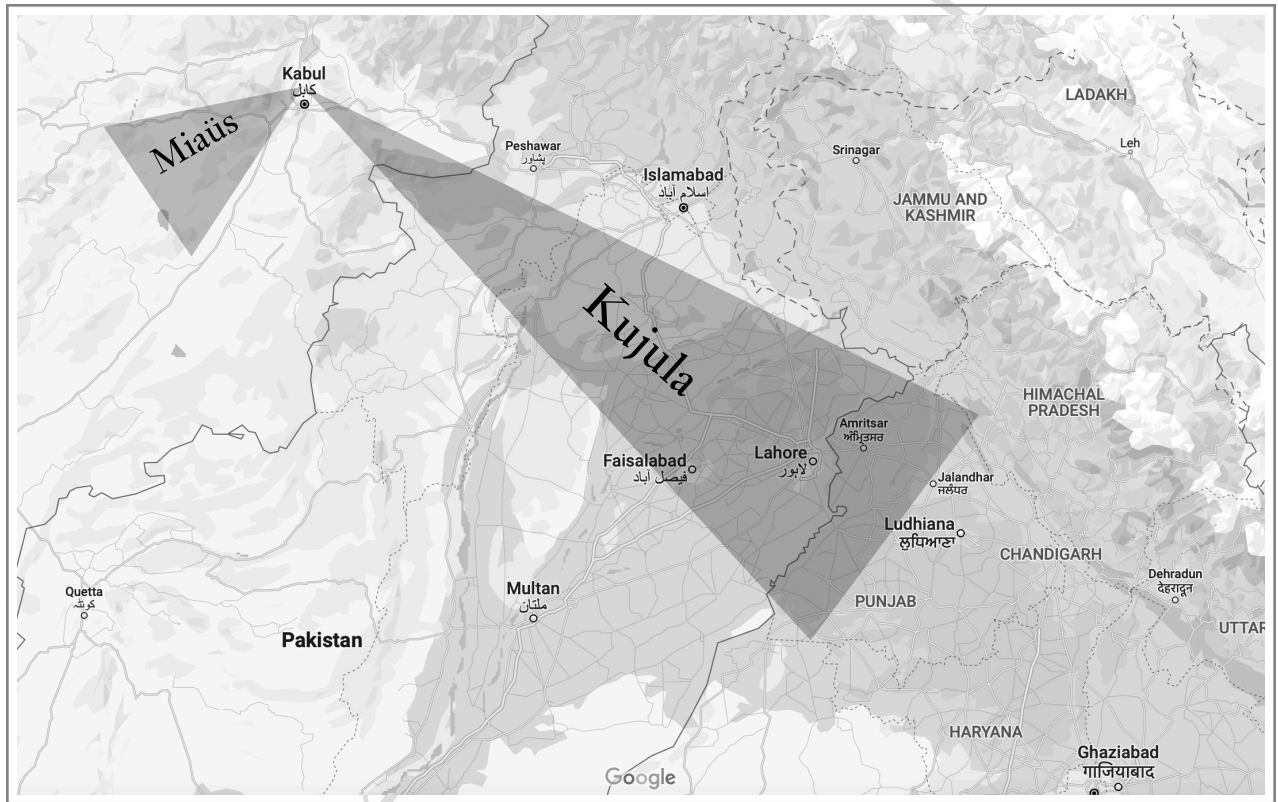 Kabul
کابل
Miaüs
LADAKH
Peshawar
پشاور
Srinagar
Leh
Islamabad
اسلام آباد
JAMMU AND
KASHMIR
Kujula
HIMACHAL
PRADESH
Amritsar
ਅੰਮ੍ਰਿਤਸਰ
Lahore
لاہور
Faisalabad
فیصل آباد
Jalandhar
ਜਲੰਧਰ
Ludhiana
ਲੁਧਿਆਣਾ
CHANDIGARH
Dehradun
देहरादून
Quetta
کوئٹہ
Multan
ملتان
PUNJAB
Pakistan
UTTAR
HARYANA
Ghaziabad
गाज़ियाबाद
Google